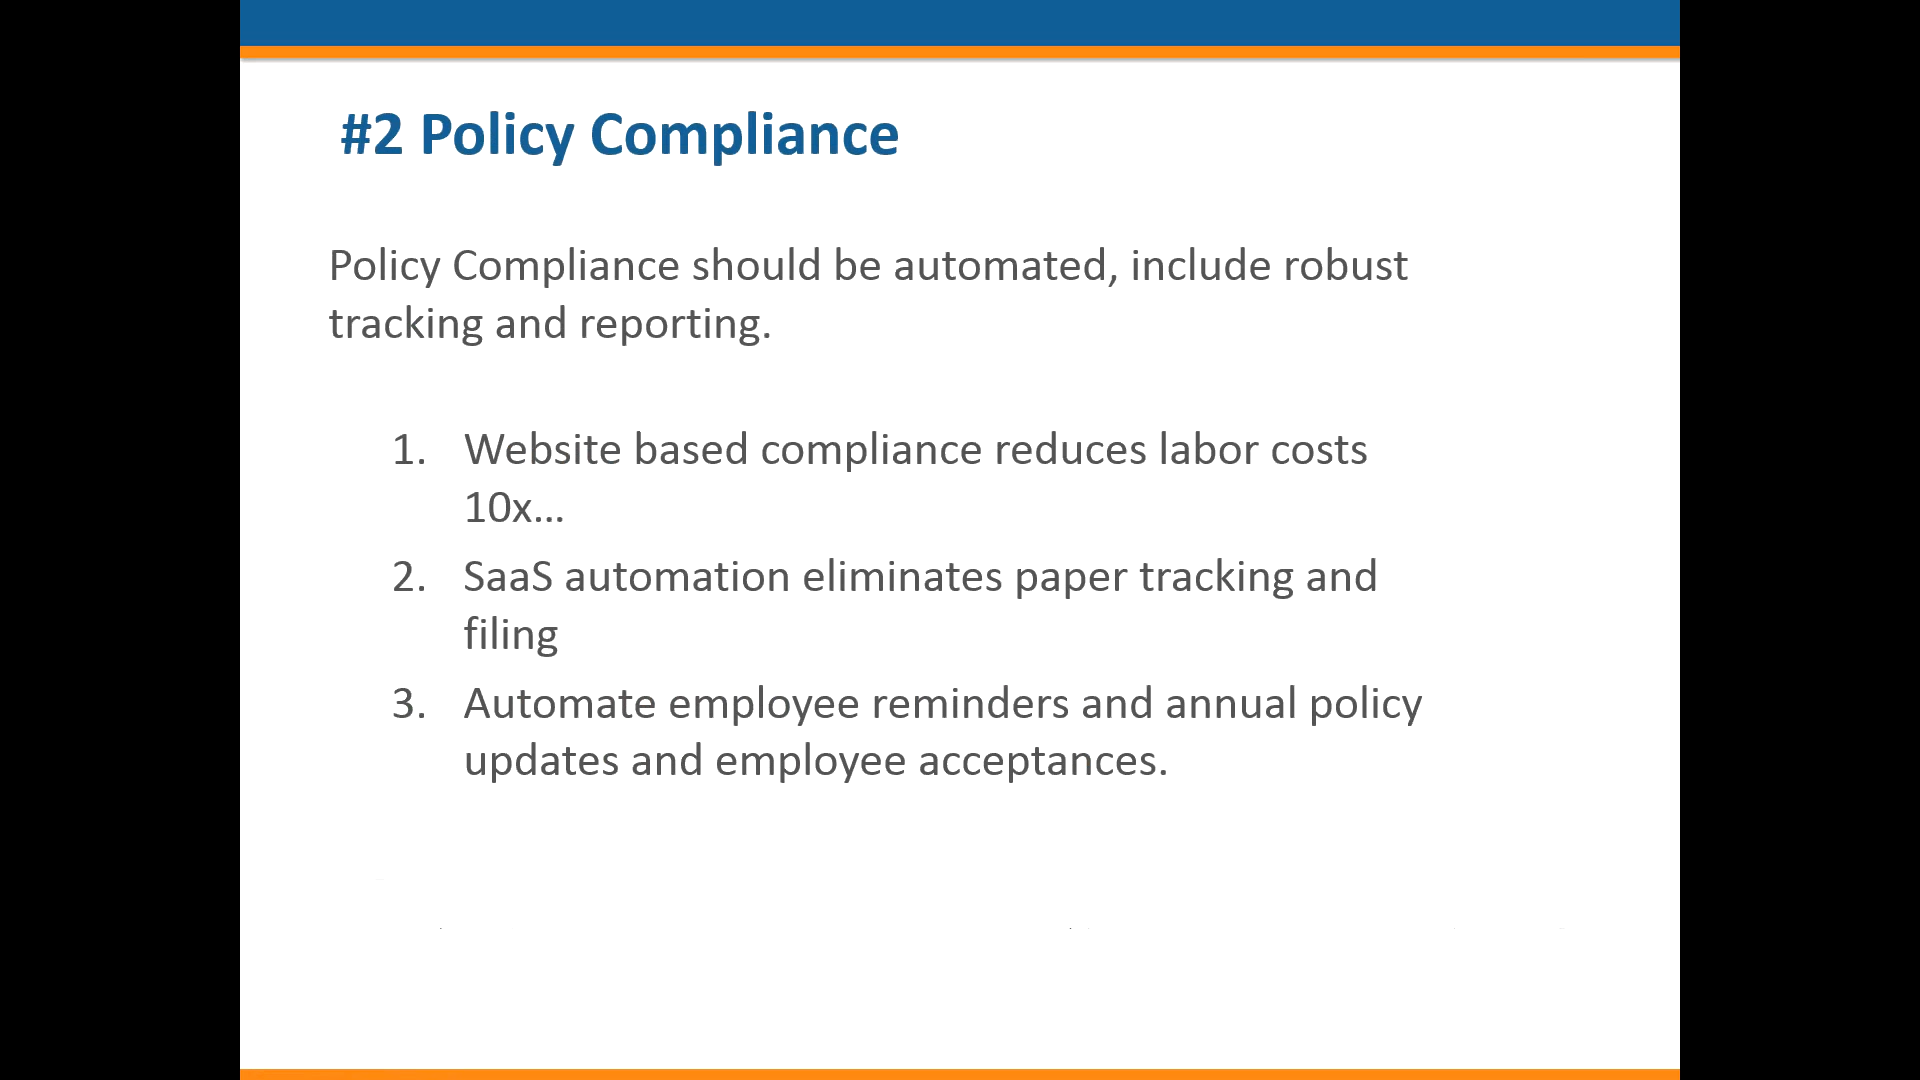 #2 Policy Compliance
Policy Compliance should be automated, include robust
tracking and reporting.
1. Website based compliance reduces labor costs
10x...
2. SaaS automation eliminates paper tracking and
filing
3. Automate employee reminders and annual policy
updates and employee acceptances.